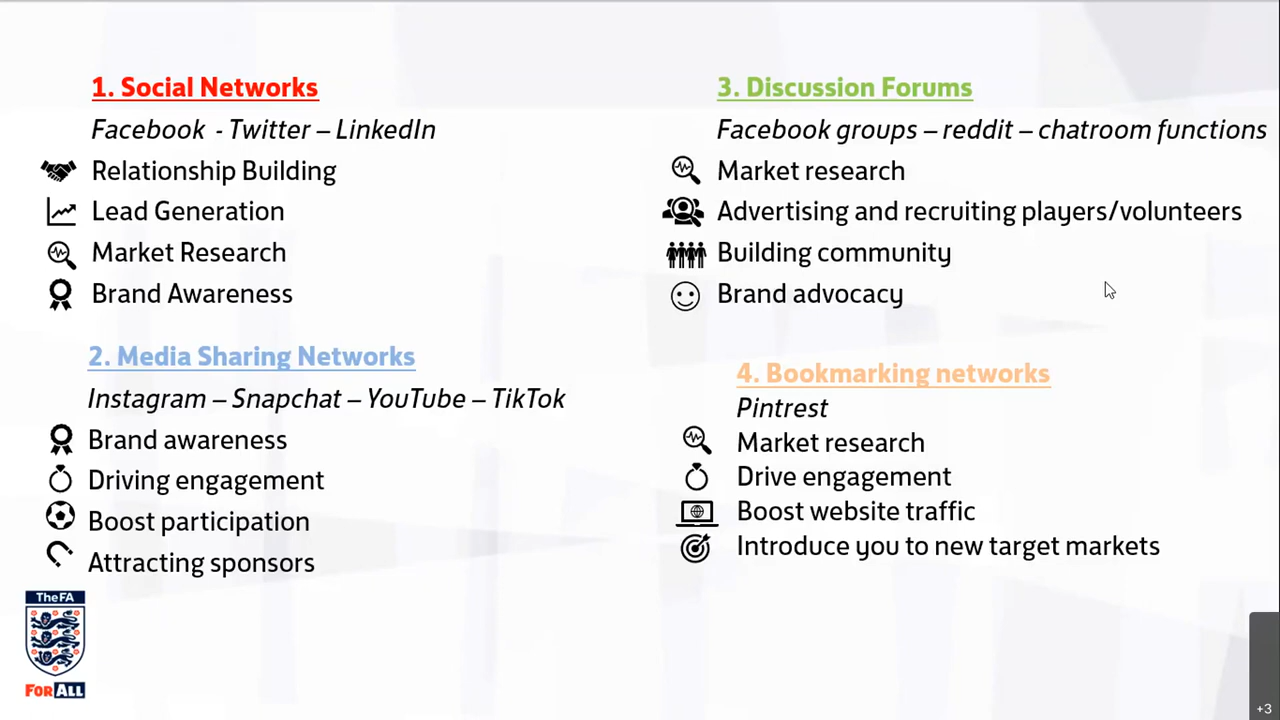 1. Social Networks
Facebook - Twitter – LinkedIn
Relationship Building
Lead Generation
Market Research
Brand Awareness
2. Media Sharing Networks
Instagram – Snapchat – YouTube – TikTok
Brand awareness
Driving engagement
Boost participation
Attracting sponsors
3. Discussion Forums
Facebook groups – reddit – chatroom functions
Market research
Advertising and recruiting players/volunteers
Building community
Brand advocacy
4. Bookmarking networks
Pintrest
Market research
Drive engagement
Boost website traffic
Introduce you to new target markets
The FA
FOR ALL
+3